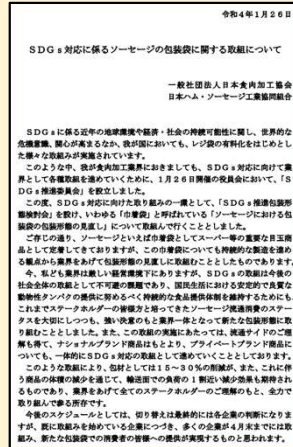 令和4年1月26日
SDGs対応に係るソーセージの包装袋に関する取組について
一般社団法人日本食肉加工協会
日本ハム・ソーセージ工業協同組合
SDGsに係る近年の地球環境や経済・社会の持続可能性に関し、世界的な
危機意識、関心が高まるなか、我が国においても、レジ袋の有料化をはじめとし
た様々な取組みが実施されています。
このような中、我が食肉加工業界におきましても、SDGs対応に向けて業
界として各種取組を進めていくために、1月26日開催の役員会において、「S
DGs推進委員会」を設立しました。
この度、SDGs対応に向けた取り組みの一環として、「SDGs推進包装形
態検討会」を設け、いわゆる「巾着袋」と呼ばれている「ソーセージにおける包
装袋の包装形態の見直し」について取組んで行くことにしました。
ご存じの通り、ソーセージといえば巾着袋としてスーパー等の重要な目玉商
品として定着してきておりますが、この巾着袋についても持続的な製造を進め
る観点から業界をあげて包装形態の見直しに取組むこととしたものであります。
今、私ども業界は厳しい経営環境下にありますが、SDGsの取組は今後の
社会全体の取組として不可避の課題であり、国民生活における安定的で良質な
動物性タンパクの提供に努めるべく持続的な食品提供体制を維持するためにも、
これまでステークホルダーの皆様方と培ってきたソーセージ流通消費のステー
タスを大切にしつつも、強い決意のもと業界一体となって新たな包装形態に取
り組むこととしました。また、この取組の実施にあたっては、流通サイドのご理
解も得て、ナショナルブランド商品はもとより、プライベートブランド商品に
ついても、一体的にSDGs対応の取組として進めていくこととしております。
このような取組により、包材としては15～30％の削減が、また、これに伴
う商品の体積の減少を通じて、輸送面での負荷の1割近い減少効果も期待され
るものであり、業界をあげて全てのステークホルダーのご理解のもと、全力で
取り組んで参る所存です。
今後のスケジュールとしては、切り替えは最終的には各企業の判断になりま
すが、既に取組みを始めている企業につづき、多くの企業が4月末までには取
組み、新たな包装袋での消費者の皆様への提供が実現するものと思われます。